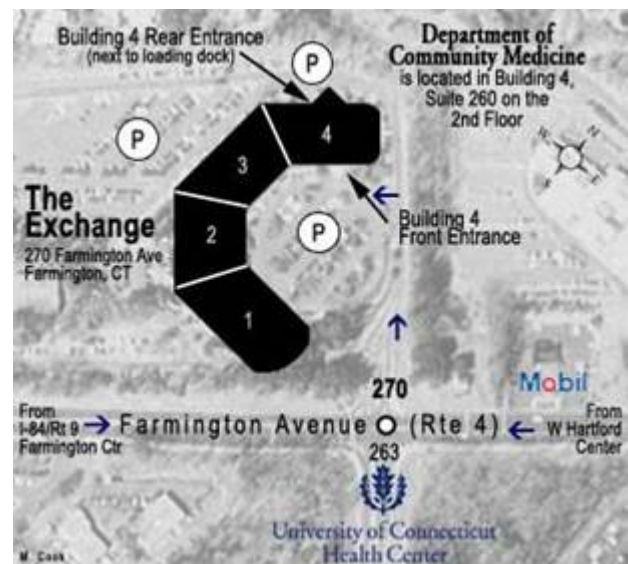 Building 4 Rear Entrance
(next to loading dock)
P
Department of
Community Medicine
is located in Building 4,
Suite 260 on the
2nd Floor
P
4
3
W
N
S
E
The
Exchange
270 Farmington Ave
Farmington, CT
2
P
Building 4
Front Entrance
1
Mobil
270
From
I-84/Rt 9
Farmington Ctr
Farmington Avenue
(Rte 4)
From
W Hartford
Center
263
University of Connecticut
Health Center
M. Cook